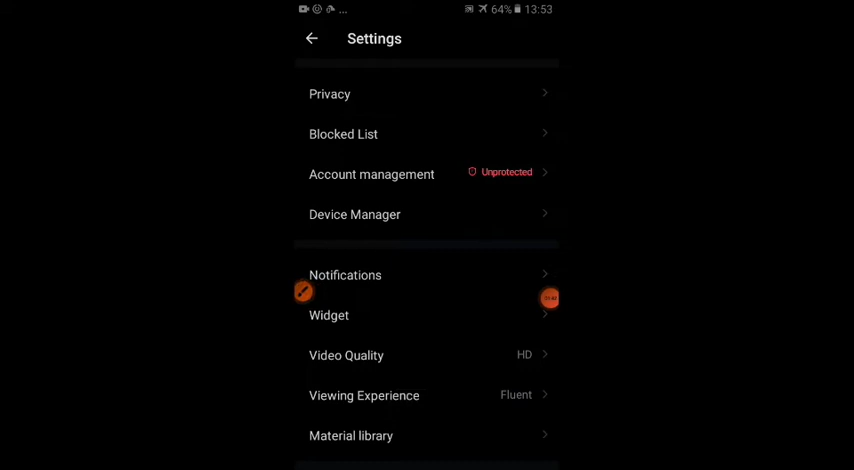 ... 64% 13:53
Settings
Privacy
Blocked List
Account management Unprotected
Device Manager
Notifications
Widget
Video Quality HD
Viewing Experience Fluent
Material library